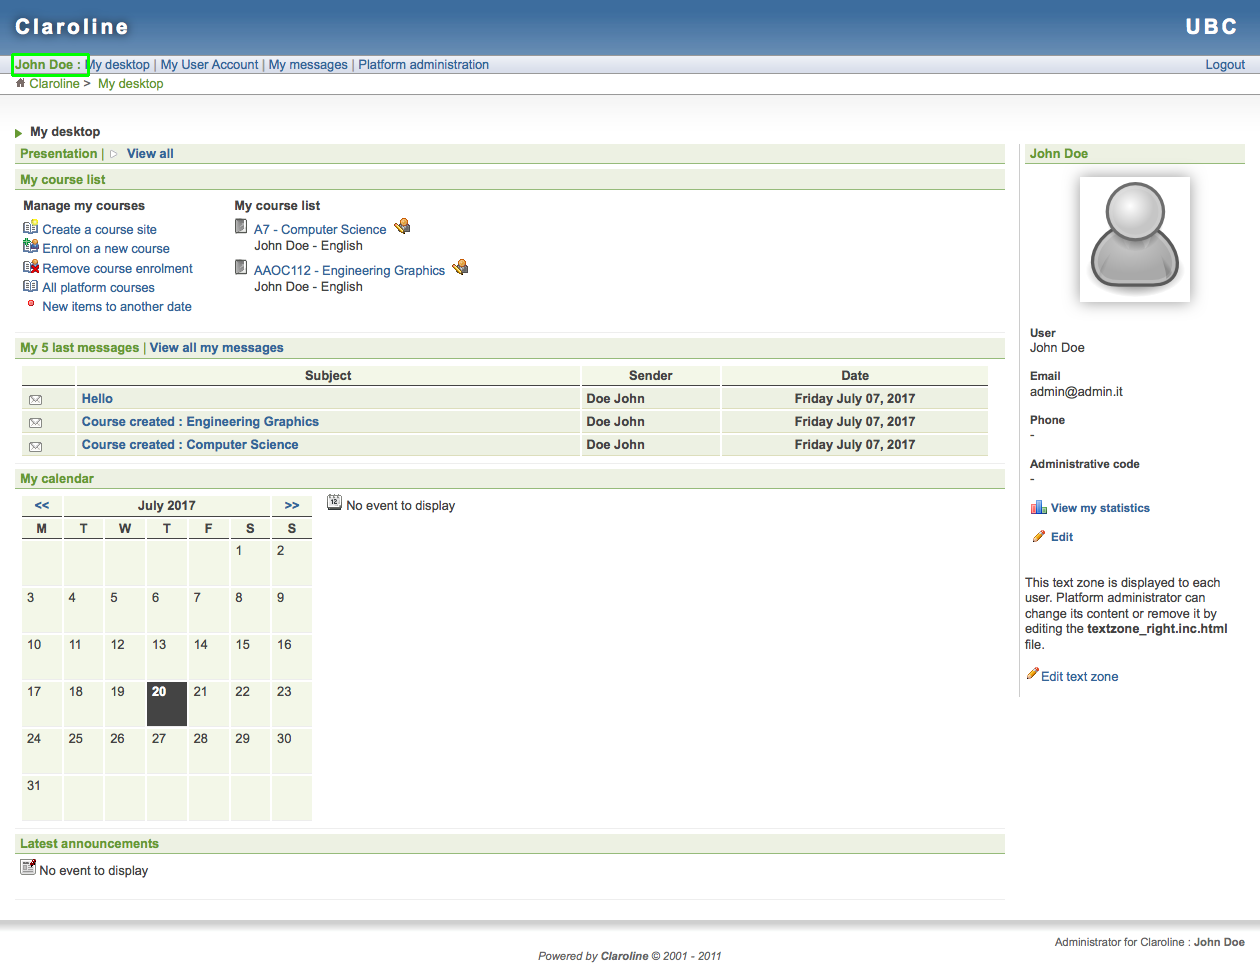 Claroline UBC
John Doe : My desktop | My User Account | My messages | Platform administration Logout
Claroline > My desktop
My desktop
Presentation | View all
My course list
Manage my courses
Create a course site
Enrol on a new course
Remove course enrolment
All platform courses
New items to another date
My course list
A7 - Computer Science
John Doe - English
AAOC112 - Engineering Graphics
John Doe - English
My 5 last messages | View all my messages
Subject Sender Date
Hello Doe John Friday July 07, 2017
Course created : Engineering Graphics Doe John Friday July 07, 2017
Course created : Computer Science Doe John Friday July 07, 2017
My calendar
<< July 2017 >>
M T W T F S S
1 2
3 4 5 6 7 8 9
10 11 12 13 14 15 16
17 18 19 20 21 22 23
24 25 26 27 28 29 30
31
12 No event to display
Latest announcements
No event to display
John Doe
User
John Doe
Email
admin@admin.it
Phone
-
Administrative code
-
View my statistics
Edit
This text zone is displayed to each
user. Platform administrator can
change its content or remove it by
editing the textzone_right.inc.html
file.
Edit text zone
Administrator for Claroline : John Doe
Powered by Claroline © 2001 - 2011